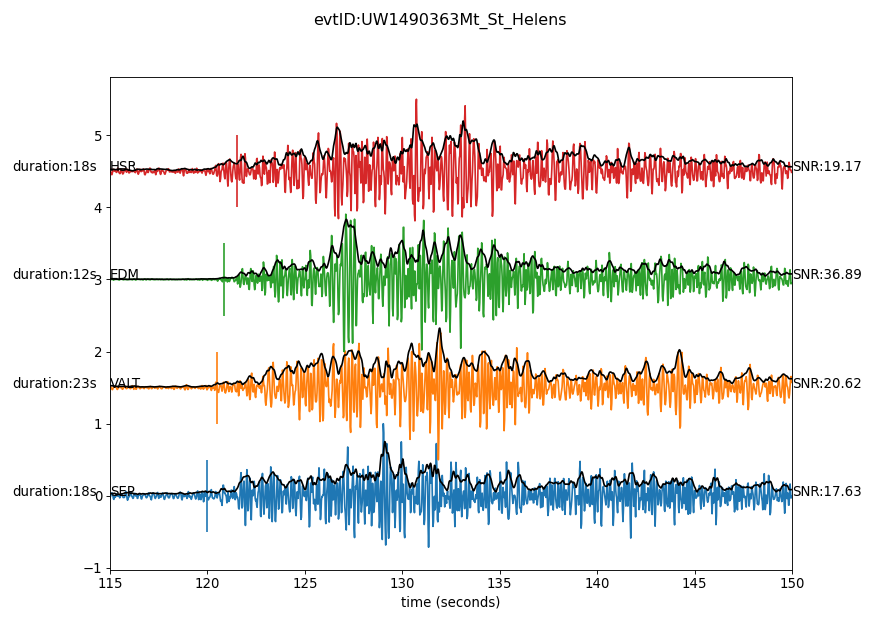 evtID:UW1490363Mt_St_Helens
5
duration:18s HSR SNR:19.17
4
duration:12s EDM SNR:36.89
3
2
duration:23s VALT SNR:20.62
1
duration:18s SEP SNR:17.63
0
−1
115 120 125 130 135 140 145 150
time (seconds)